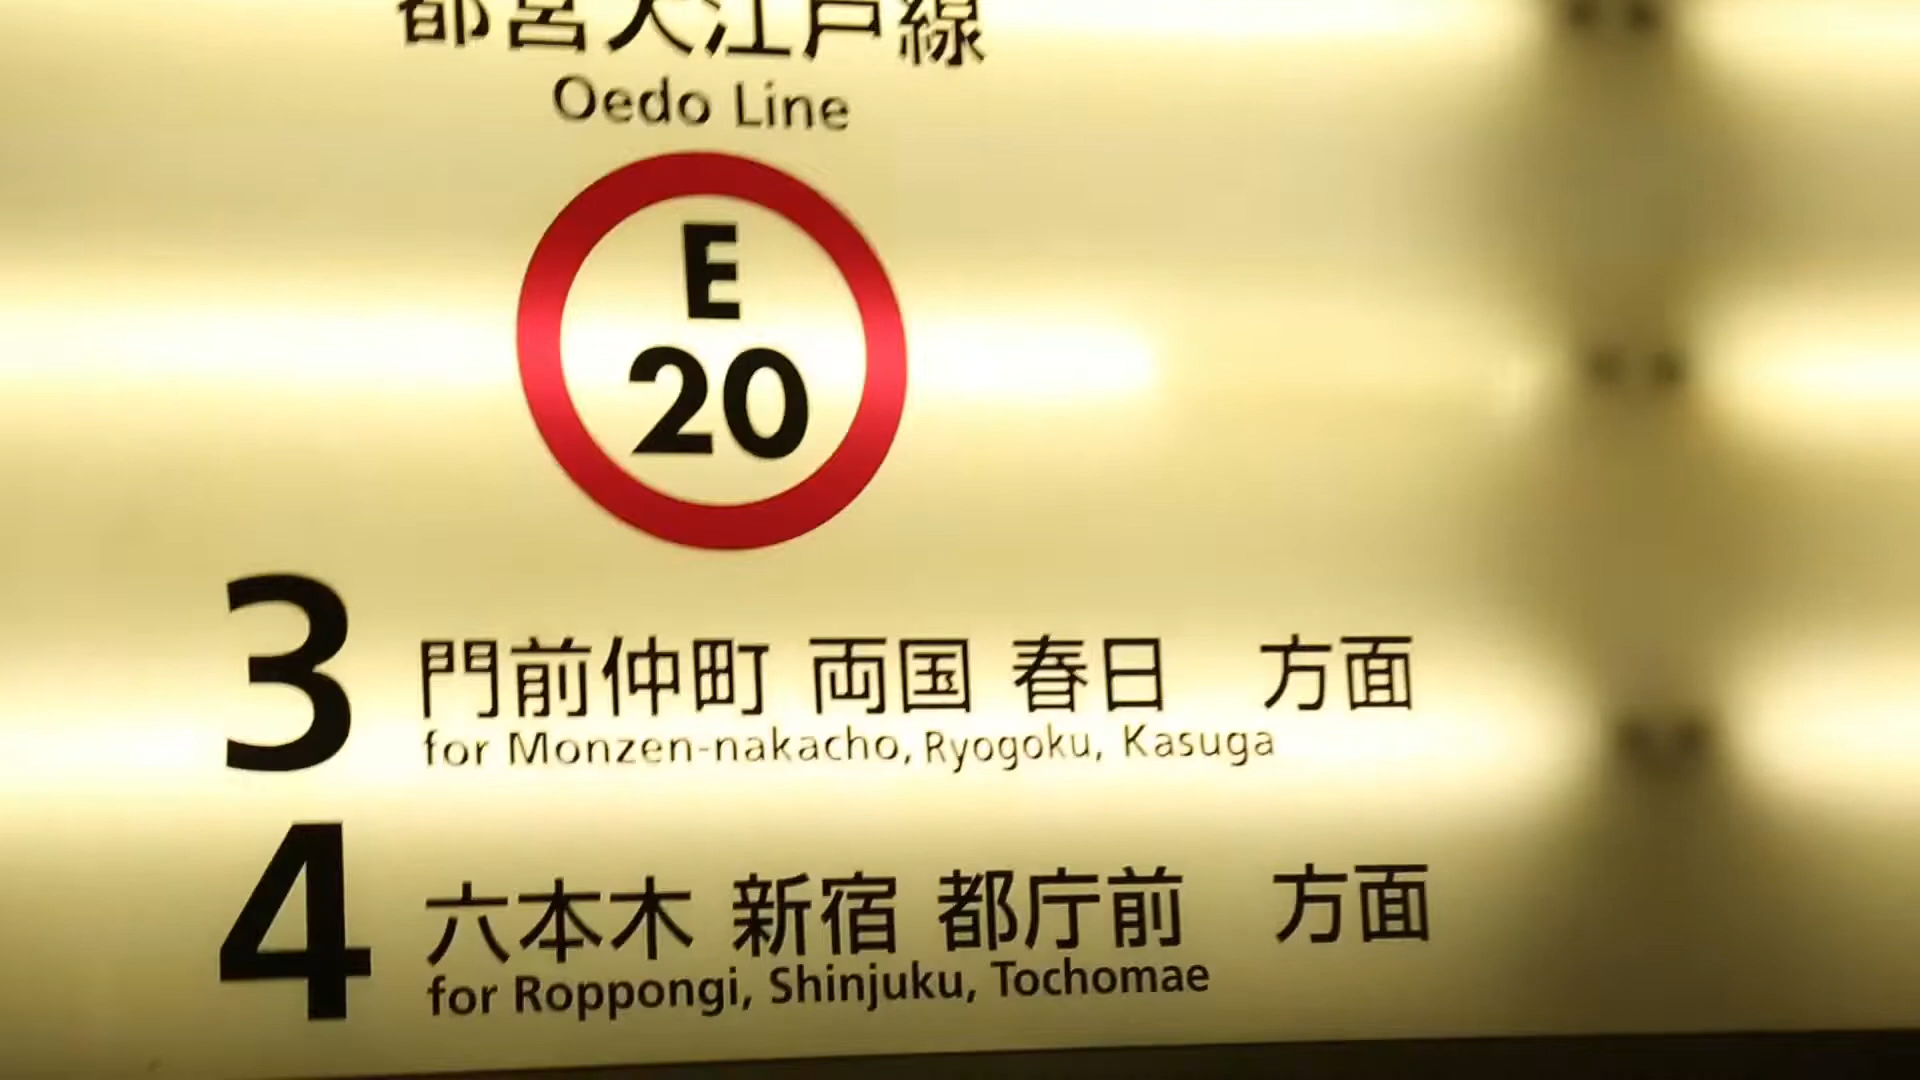 都営大江戸線
Oedo Line
E
20
3 門前仲町 両国 春日 方面
for Monzen-nakacho, Ryogoku, Kasuga
4 六本木 新宿 都庁前 方面
for Roppongi, Shinjuku, Tochomae